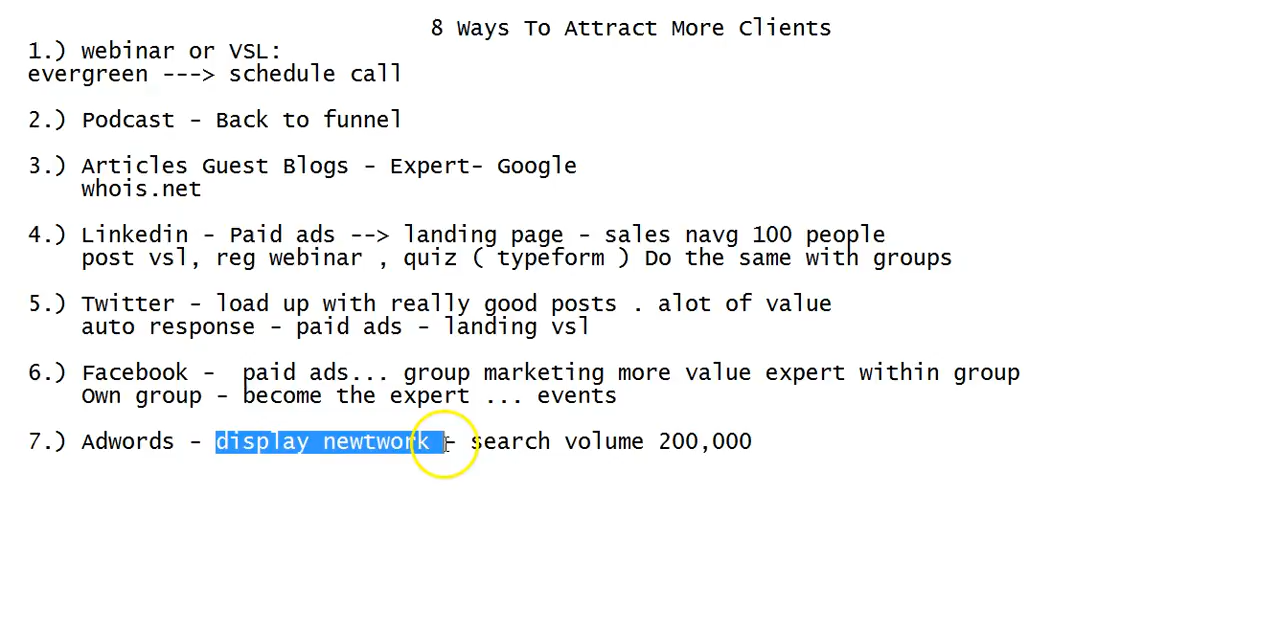 8 Ways To Attract More Clients
1.) webinar or VSL:
evergreen ---> schedule call
2.) Podcast - Back to funnel
3.) Articles Guest Blogs - Expert- Google
whois.net
4.) Linkedin - Paid ads --> landing page - sales navg 100 people
post vsl, reg webinar , quiz ( typeform ) Do the same with groups
5.) Twitter - load up with really good posts . alot of value
auto response - paid ads - landing vsl
6.) Facebook -  paid ads... group marketing more value expert within group
Own group - become the expert ... events
7.) Adwords - display newtwork - search volume 200,000